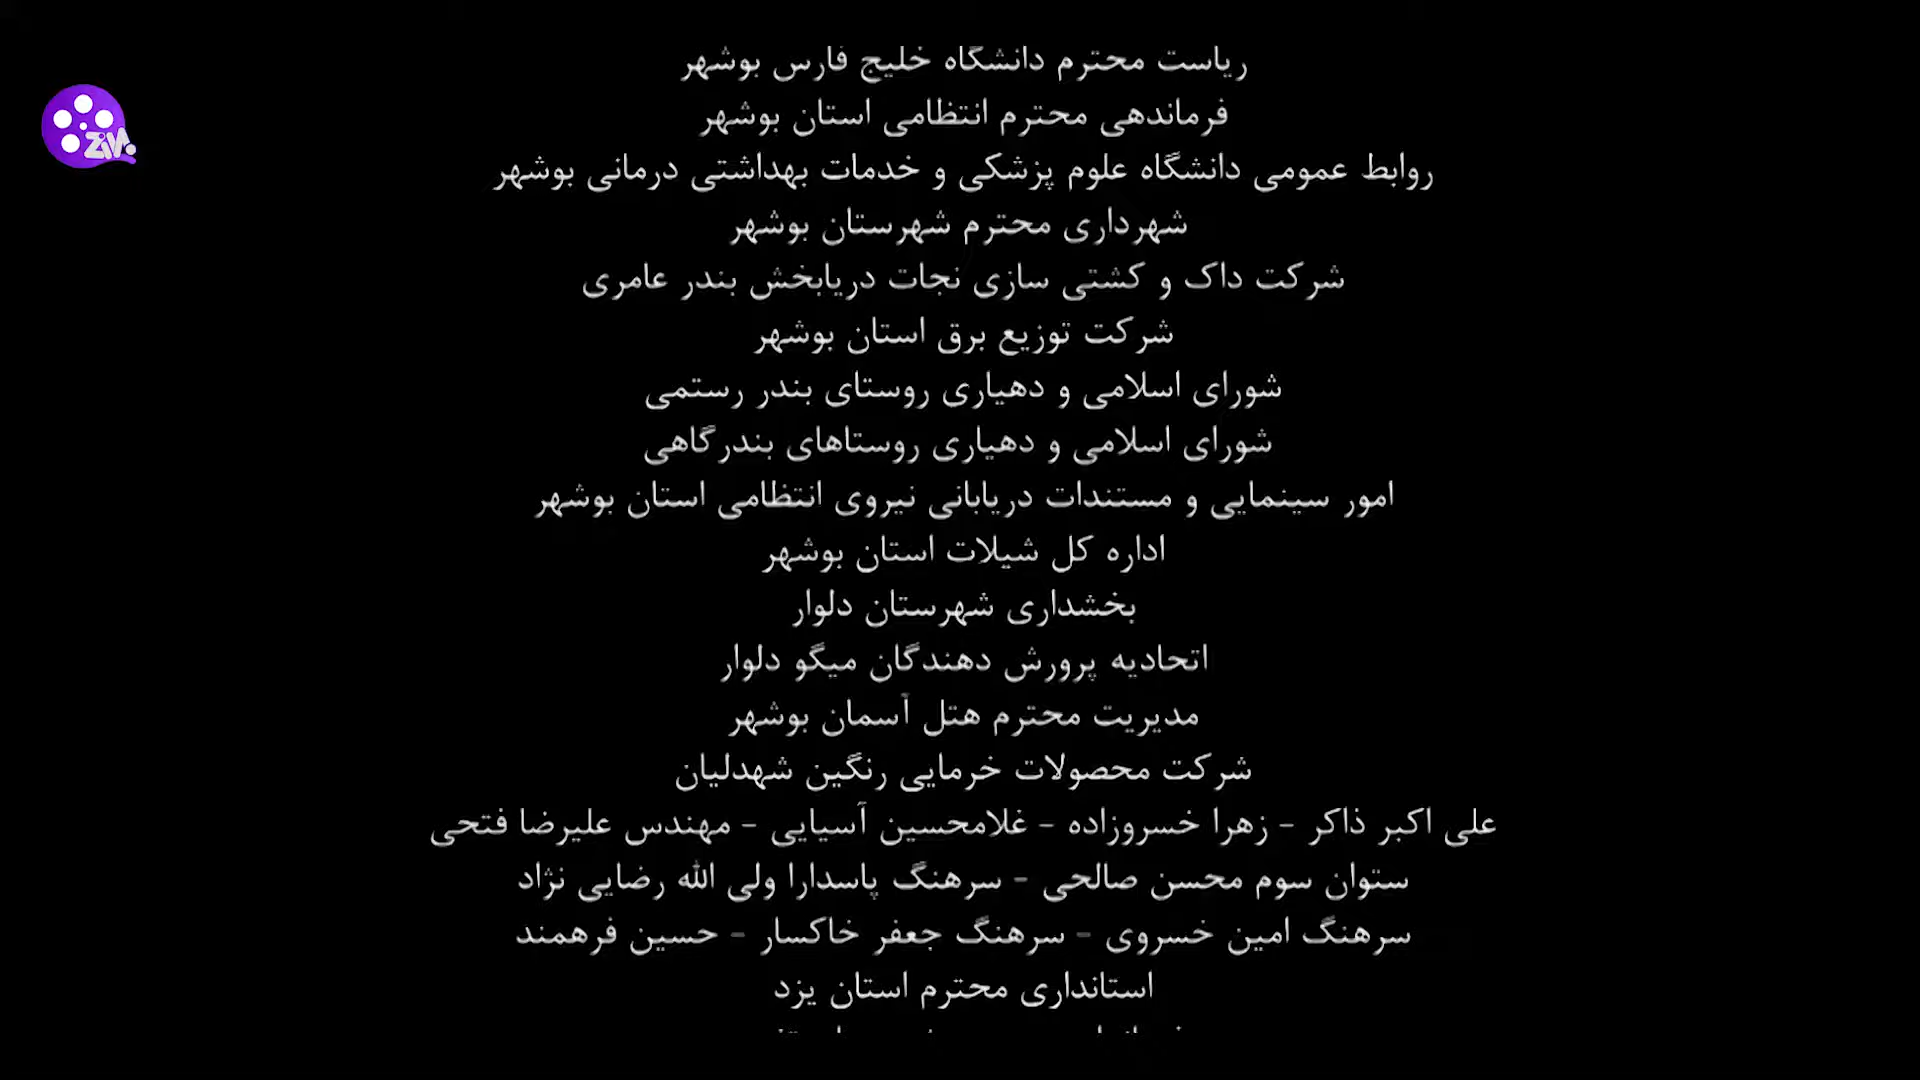 ریاست محترم دانشگاه خلیج فارس بوشهر
ZiM.
فرماندهی محترم انتظامی استان بوشهر
روابط عمومی دانشگاه علوم پزشکی و خدمات بهداشتی درمانی بوشهر
شهرداری محترم شهرستان بوشهر
شرکت داک و کشتی سازی نجات دریابخش بندر عامری
شرکت توزیع برق استان بوشهر
شورای اسلامی و دهیاری روستای بندر رستمی
شورای اسلامی و دهیاری روستاهای بندرگاهی
امور سینمایی و مستندات دریابانی نیروی انتظامی استان بوشهر
اداره کل شیلات استان بوشهر
بخشداری شهرستان دلوار
اتحادیه پرورش دهندگان میگو دلوار
مدیریت محترم هتل آسمان بوشهر
شرکت محصولات خرمایی رنگین شهدلیان
علی اکبر ذاکر - زهرا خسروزاده - غلامحسین آسیایی - مهندس علیرضا فتحی
ستوان سوم محسن صالحی - سرهنگ پاسدارا ولی الله رضایی نژاد
سرهنگ امین خسروی - سرهنگ جعفر خاکسار - حسین فرهمند
استانداری محترم استان یزد